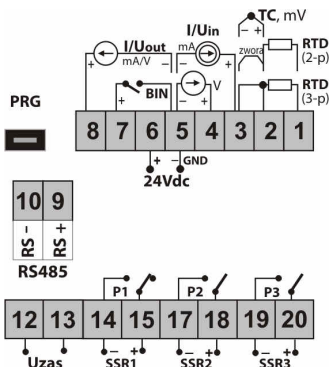 TC, mV
I/Uout I/Uin - +
mA/V mA zwora RTD
(2-p)
+ - - + V
BIN RTD
(3-p)
PRG + - - +
8 7 6 5 4 3 2 1
+ - GND
24Vdc
10 9
RS - RS +
RS485
P1 P2 P3
12 13 14 15 17 18 19 20
Uzas - + - + - +
SSR1 SSR2 SSR3